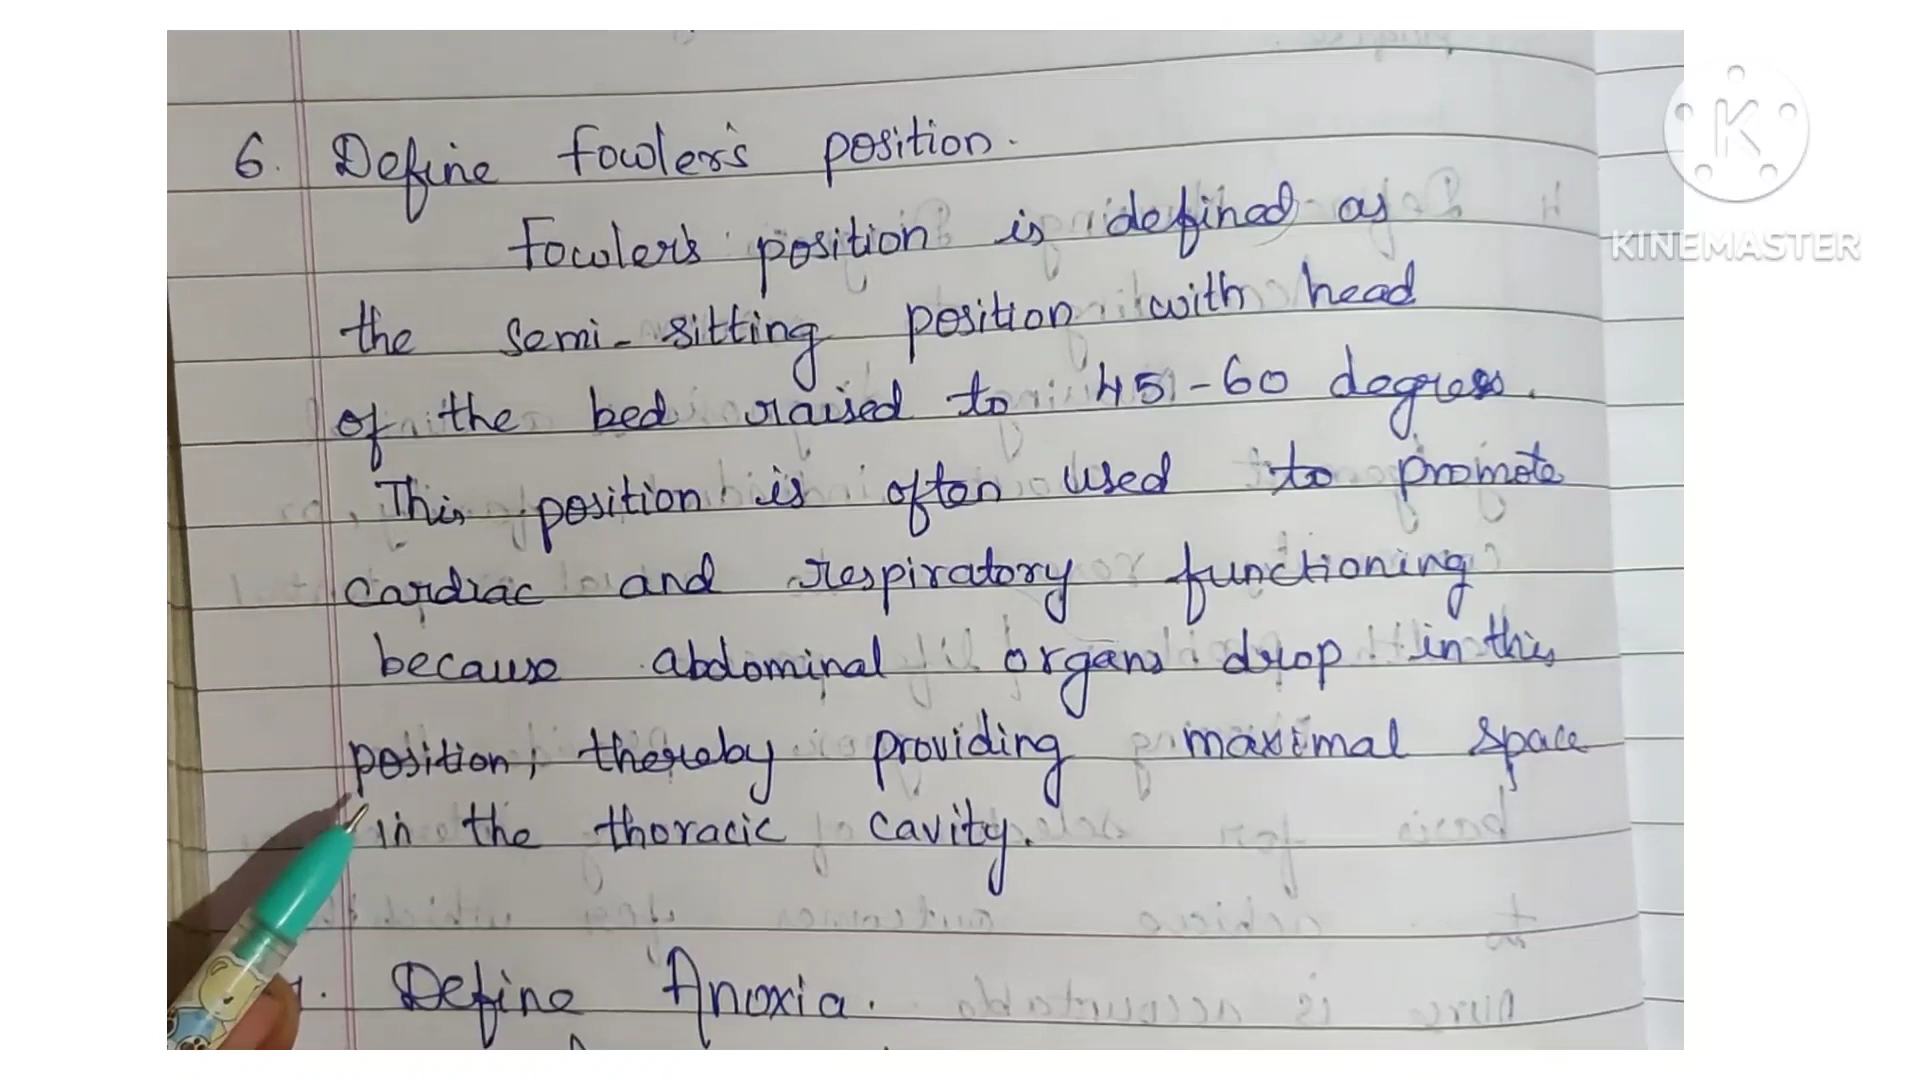 6. Define fowler's position.
Fowler's position is defined as
the semi-sitting position with head
of the bed raised to 45-60 degrees.
This position is often used to promote
cardiac and respiratory functioning
because abdominal organs drop in this
position, thereby providing maximal space
in the thoracic cavity.
Define Anoxia.
K
KINEMASTER